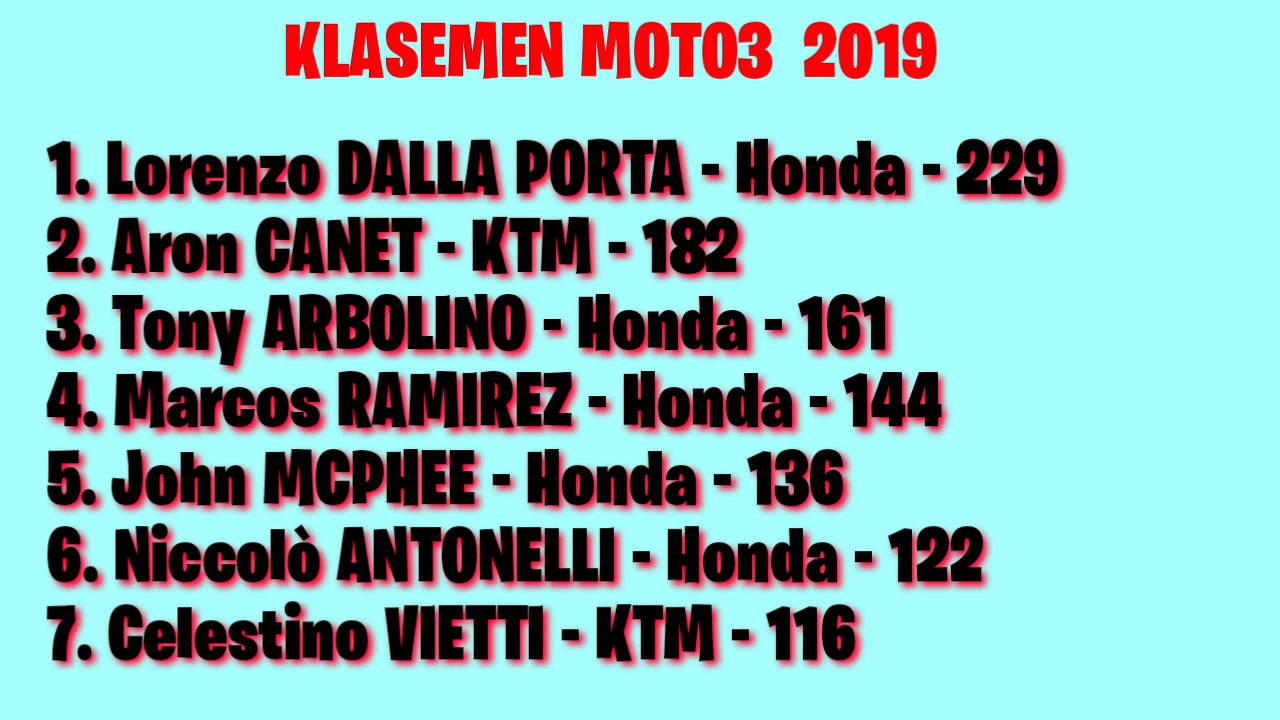 KLASEMEN MOTO3 2019
1. Lorenzo DALLA PORTA - Honda - 229
2. Aron CANET - KTM - 182
3. Tony ARBOLINO - Honda - 161
4. Marcos RAMIREZ - Honda - 144
5. John MCPHEE - Honda - 136
6. Niccolò ANTONELLI - Honda - 122
7. Celestino VIETTI - KTM - 116